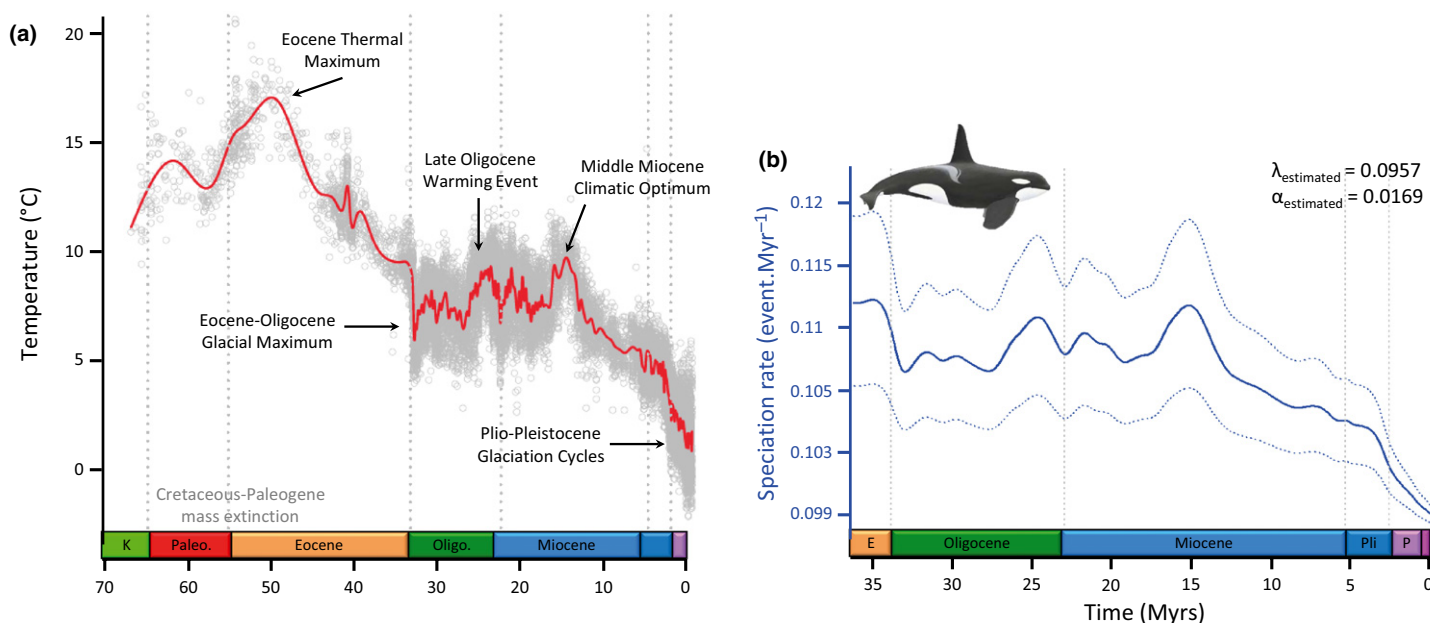 (a)
Temperature (°C)
20
15
10
5
0
Eocene Thermal
Maximum
Late Oligocene
Warming Event
Middle Miocene
Climatic Optimum
Eocene-Oligocene
Glacial Maximum
Plio-Pleistocene
Glaciation Cycles
Cretaceous-Paleogene
mass extinction
K Paleo. Eocene Oligo. Miocene
70 60 50 40 30 20 10 0
(b)
λestimated = 0.0957
αestimated = 0.0169
Speciation rate (event.Myr⁻¹)
0.12
0.115
0.11
0.105
0.103
0.099
E Oligocene Miocene Pli P
35 30 25 20 15 10 5 0
Time (Myrs)